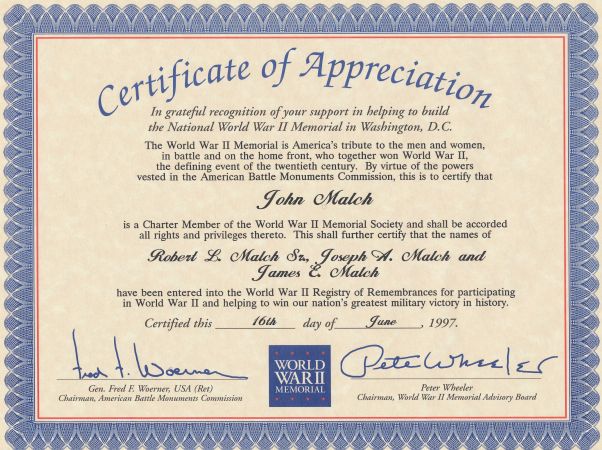 Certificate of Appreciation
In grateful recognition of your support in helping to build
the National World War II Memorial in Washington, D.C.
The World War II Memorial is America's tribute to the men and women,
in battle and on the home front, who together won World War II,
the defining event of the twentieth century. By virtue of the powers
vested in the American Battle Monuments Commission, this is to certify that
John Malch
is a Charter Member of the World War II Memorial Society and shall be accorded
all rights and privileges thereto. This shall further certify that the names of
Robert L. Malch Sr., Joseph A. Malch and
James E. Malch
have been entered into the World War II Registry of Remembrances for participating
in World War II and helping to win our nation's greatest military victory in history.
Certified this 16th day of June, 1997.
Fred F. Woerner
Gen. Fred F. Woerner, USA (Ret)
Chairman, American Battle Monuments Commission
WORLD
WAR II
MEMORIAL
Pete Wheeler
Peter Wheeler
Chairman, World War II Memorial Advisory Board